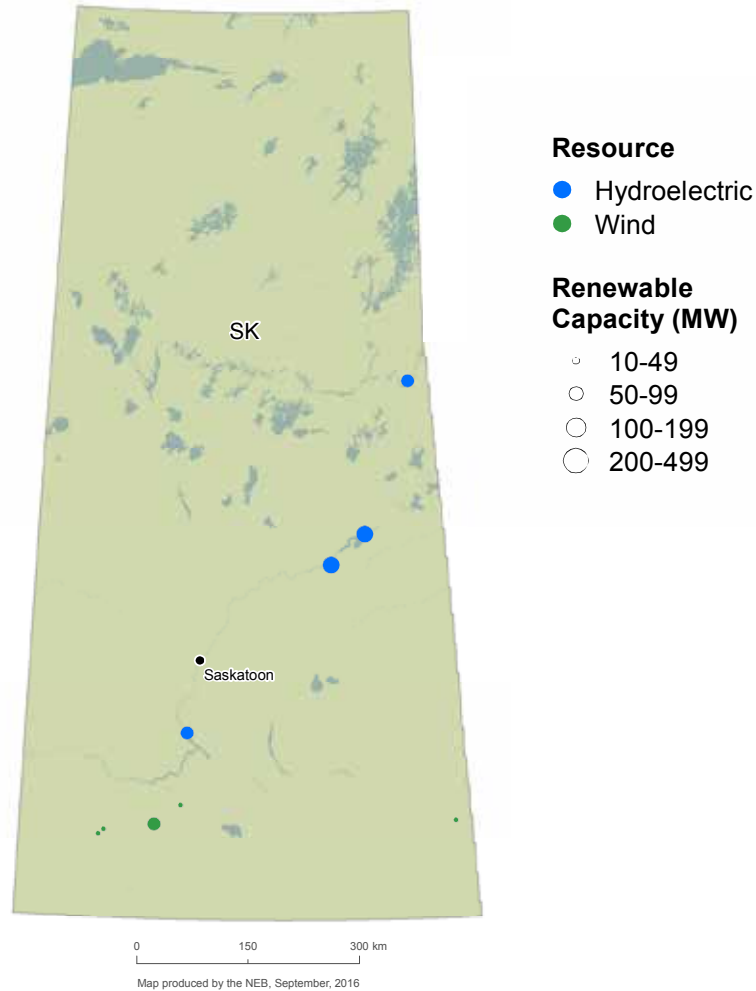 SK
Saskatoon
Resource
Hydroelectric
Wind
Renewable
Capacity (MW)
10-49
50-99
100-199
200-499
0 150 300 km
Map produced by the NEB, September, 2016